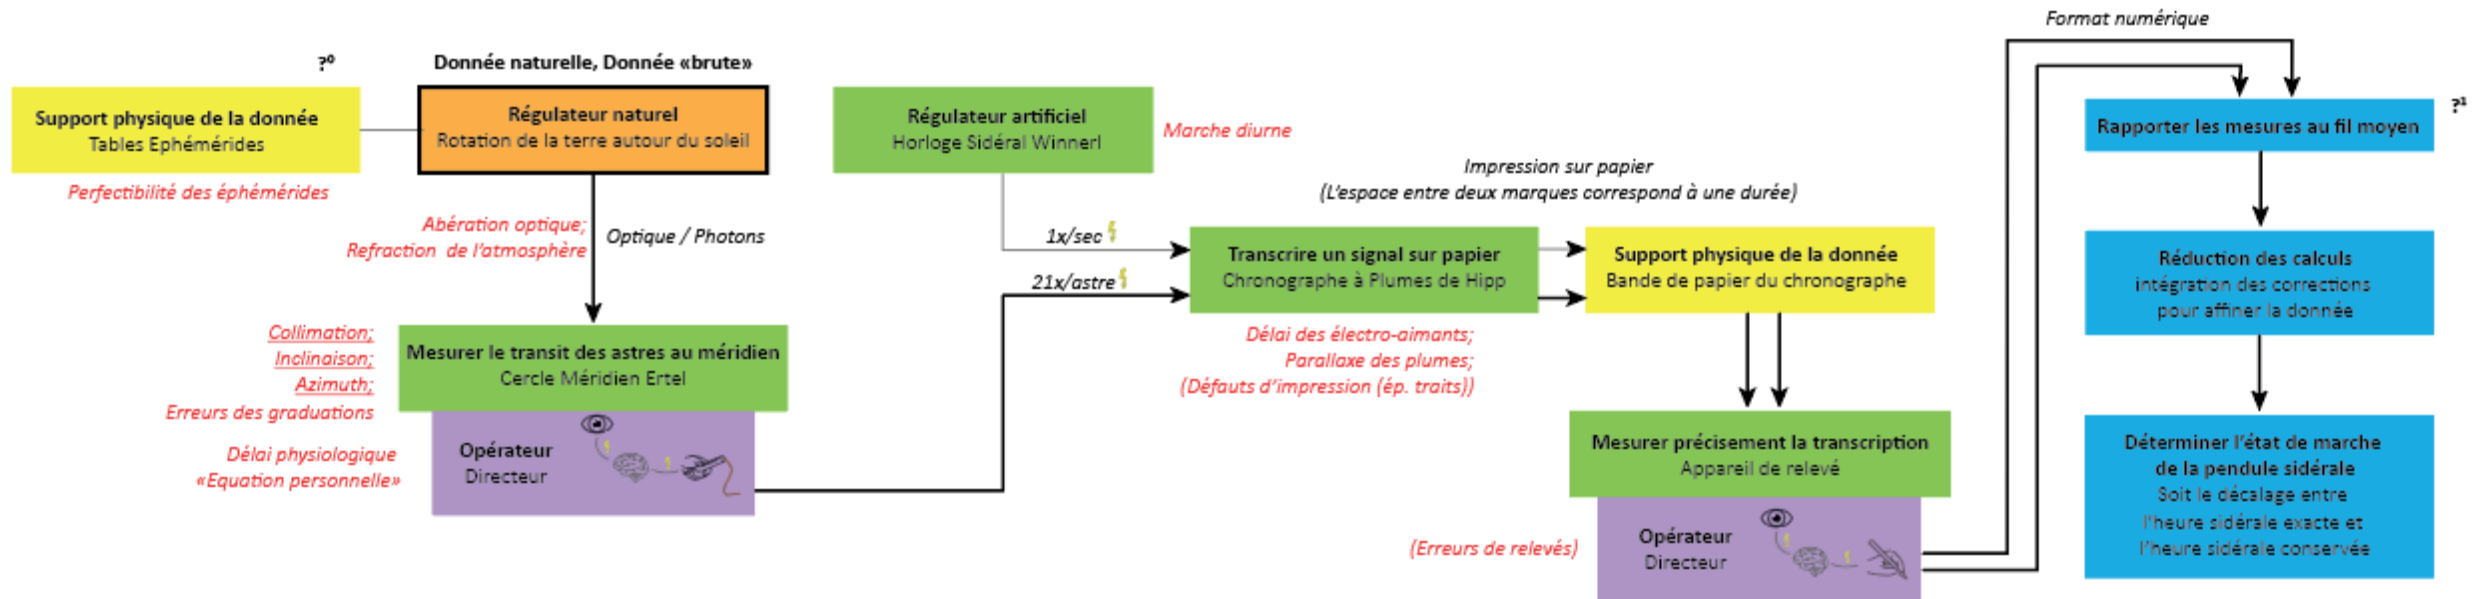 ?⁰
Donnée naturelle, Donnée «brute»
Support physique de la donnée
Tables Ephémérides
Perfectibilité des éphémérides
Régulateur naturel
Rotation de la terre autour du soleil
Abération optique;
Refraction de l'atmosphère
Optique / Photons
Collimation;
Inclinaison;
Azimuth;
Erreurs des graduations
Mesurer le transit des astres au méridien
Cercle Méridien Ertel
Délai physiologique
«Equation personnelle»
Opérateur
Directeur
Régulateur artificiel
Horloge Sidéral Winnerl
Marche diurne
1x/sec
21x/astre
Impression sur papier
(L'espace entre deux marques correspond à une durée)
Transcrire un signal sur papier
Chronographe à Plumes de Hipp
Délai des électro-aimants;
Parallaxe des plumes;
(Défauts d'impression (ép. traits))
Support physique de la donnée
Bande de papier du chronographe
Mesurer précisement la transcription
Appareil de relevé
(Erreurs de relevés)
Opérateur
Directeur
Format numérique
Rapporter les mesures au fil moyen
?¹
Réduction des calculs
intégration des corrections
pour affiner la donnée
Déterminer l'état de marche
de la pendule sidérale
Soit le décalage entre
l'heure sidérale exacte et
l'heure sidérale conservée